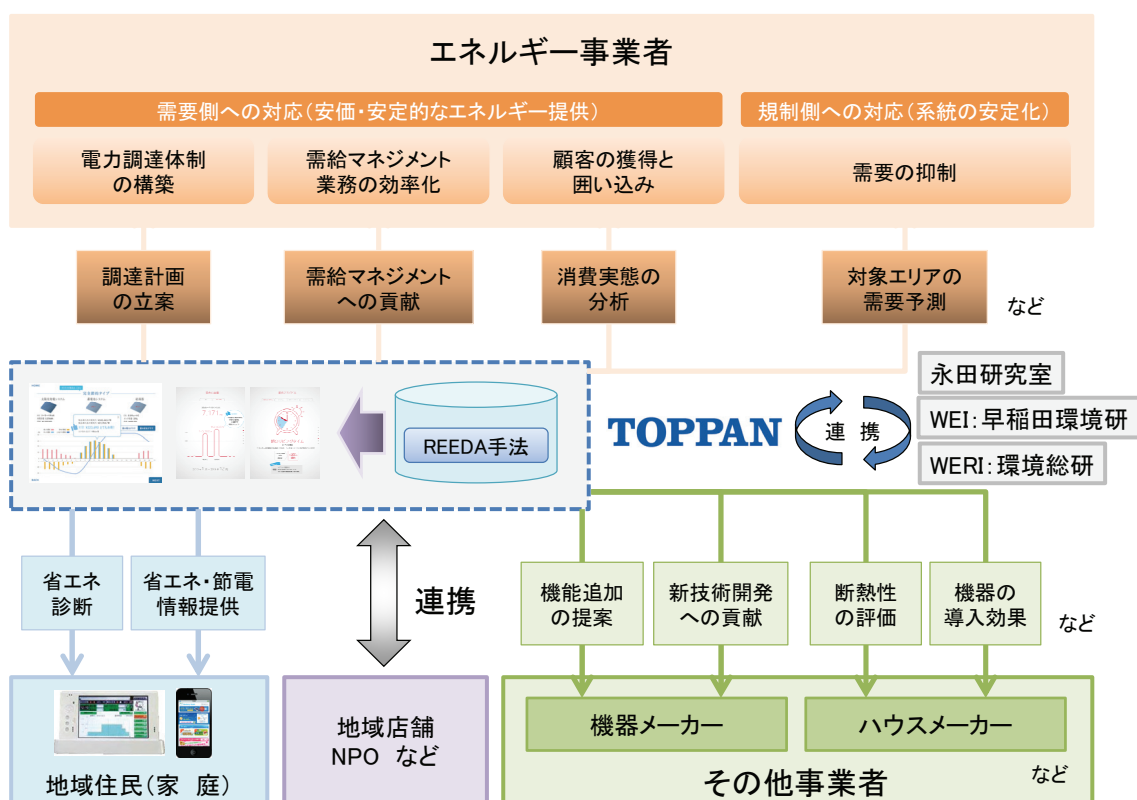 エネルギー事業者
需要側への対応(安価・安定的なエネルギー提供)
規制側への対応(系統の安定化)
電力調達体制
の構築
需給マネジメント
業務の効率化
顧客の獲得と
囲い込み
需要の抑制
調達計画
の立案
需給マネジメント
への貢献
消費実態の
分析
対象エリアの
需要予測
など
REEDA手法
TOPPAN
連 携
永田研究室
WEI:早稲田環境研
WERI:環境総研
省エネ
診断
省エネ・節電
情報提供
連携
機能追加
の提案
新技術開発
への貢献
断熱性
の評価
機器の
導入効果
など
地域住民(家 庭)
地域店舗
NPO など
機器メーカー
ハウスメーカー
その他事業者
など